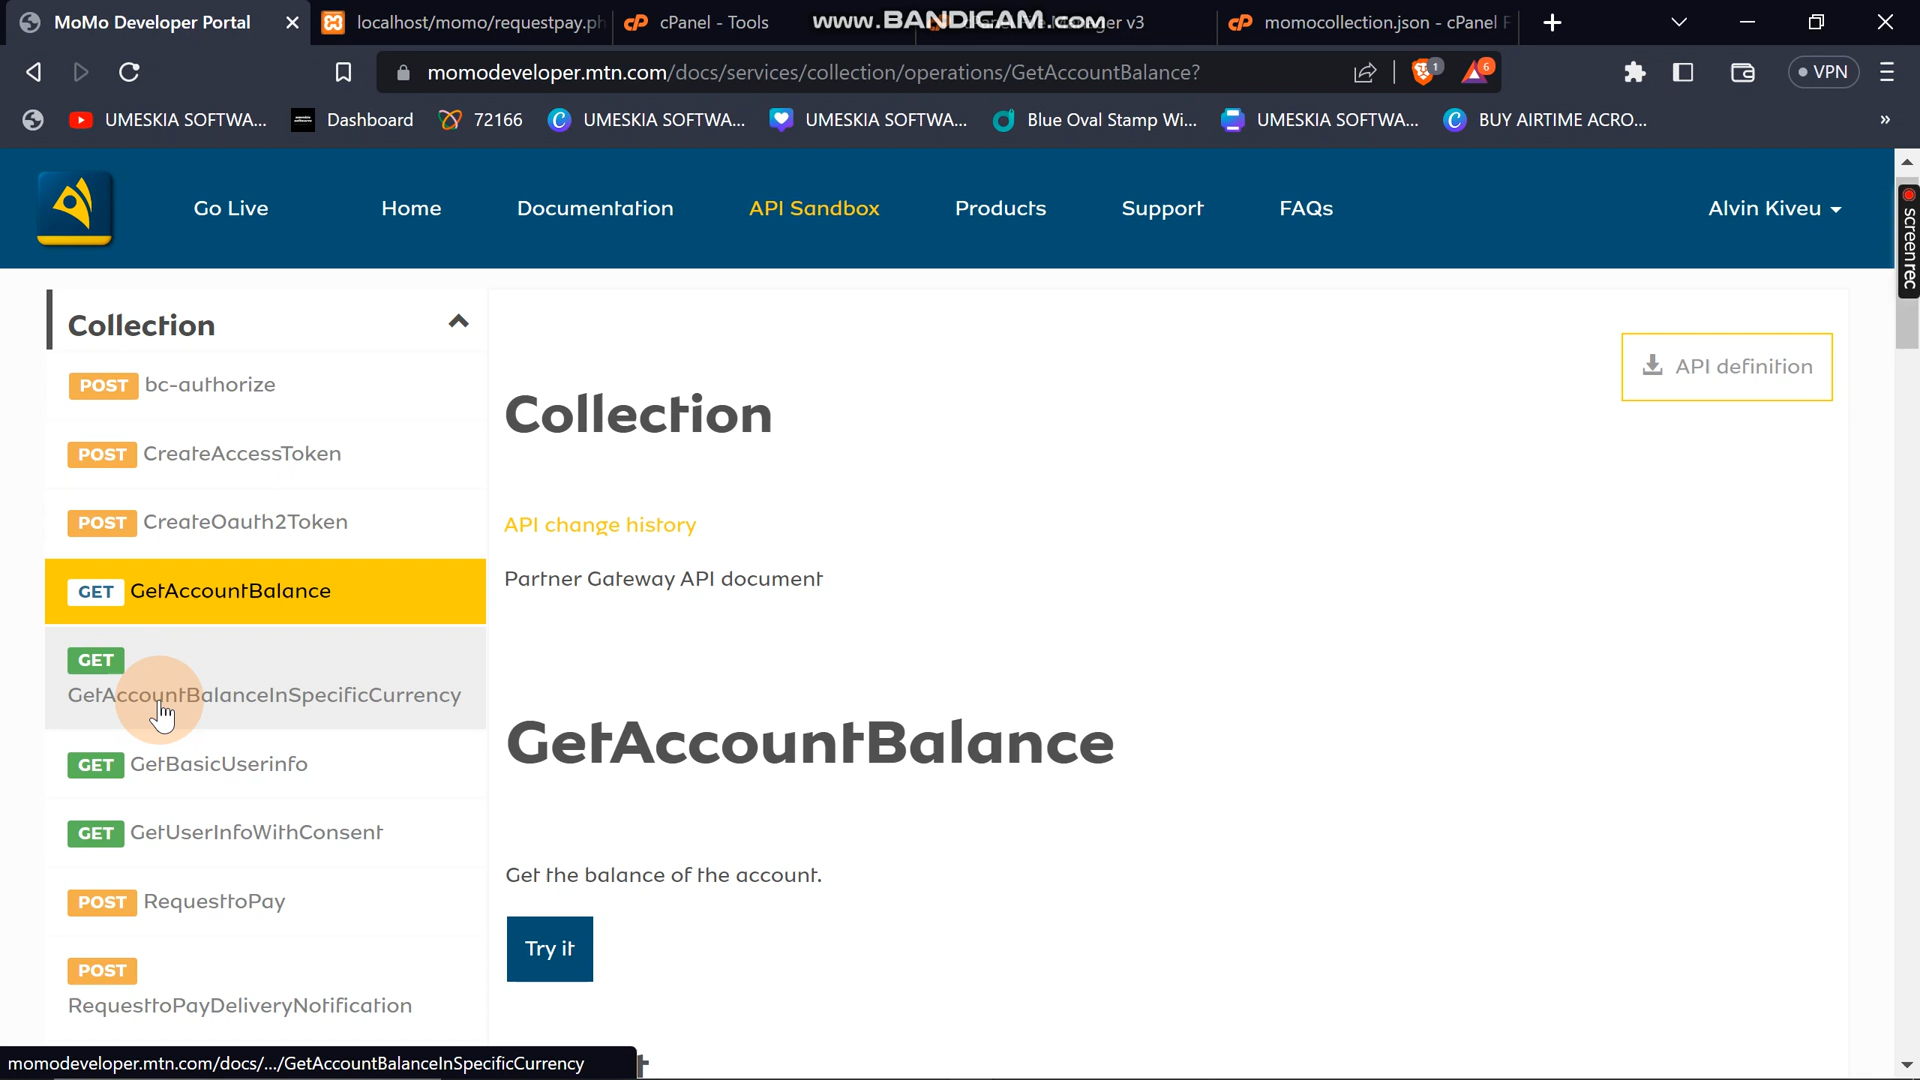 MoMo Developer Portal
localhost/momo/requestpay.ph
cPanel - Tools
www.BANDICAM.com
ger v3
momocollection.json - cPanel F
momodeveloper.mtn.com/docs/services/collection/operations/GetAccountBalance?
1
6
VPN
UMESKIA SOFTWA...
Dashboard
72166
UMESKIA SOFTWA...
UMESKIA SOFTWA...
Blue Oval Stamp Wi...
UMESKIA SOFTWA...
BUY AIRTIME ACRO...
»
Go Live
Home
Documentation
API Sandbox
Products
Support
FAQs
Alvin Kiveu
screenrec
Collection
POST bc-authorize
POST CreateAccessToken
POST CreateOauth2Token
GET GetAccountBalance
GET
GetAccountBalanceInSpecificCurrency
GET GetBasicUserinfo
GET GetUserInfoWithConsent
POST RequesttoPay
POST
RequesttoPayDeliveryNotification
API definition
Collection
API change history
Partner Gateway API document
GetAccountBalance
Get the balance of the account.
Try it
momodeveloper.mtn.com/docs/.../GetAccountBalanceInSpecificCurrency